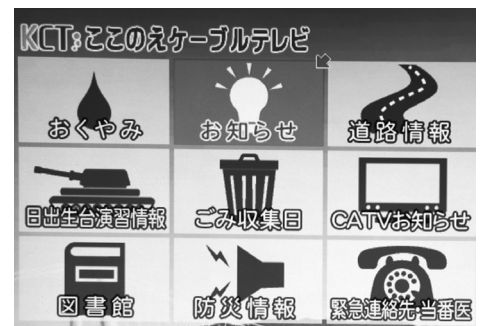 KCT:ここのえケーブルテレビ
おくやみ
お知らせ
道路情報
日出生台演習情報
ごみ収集日
CATVお知らせ
図書館
防災情報
緊急連絡先・当番医